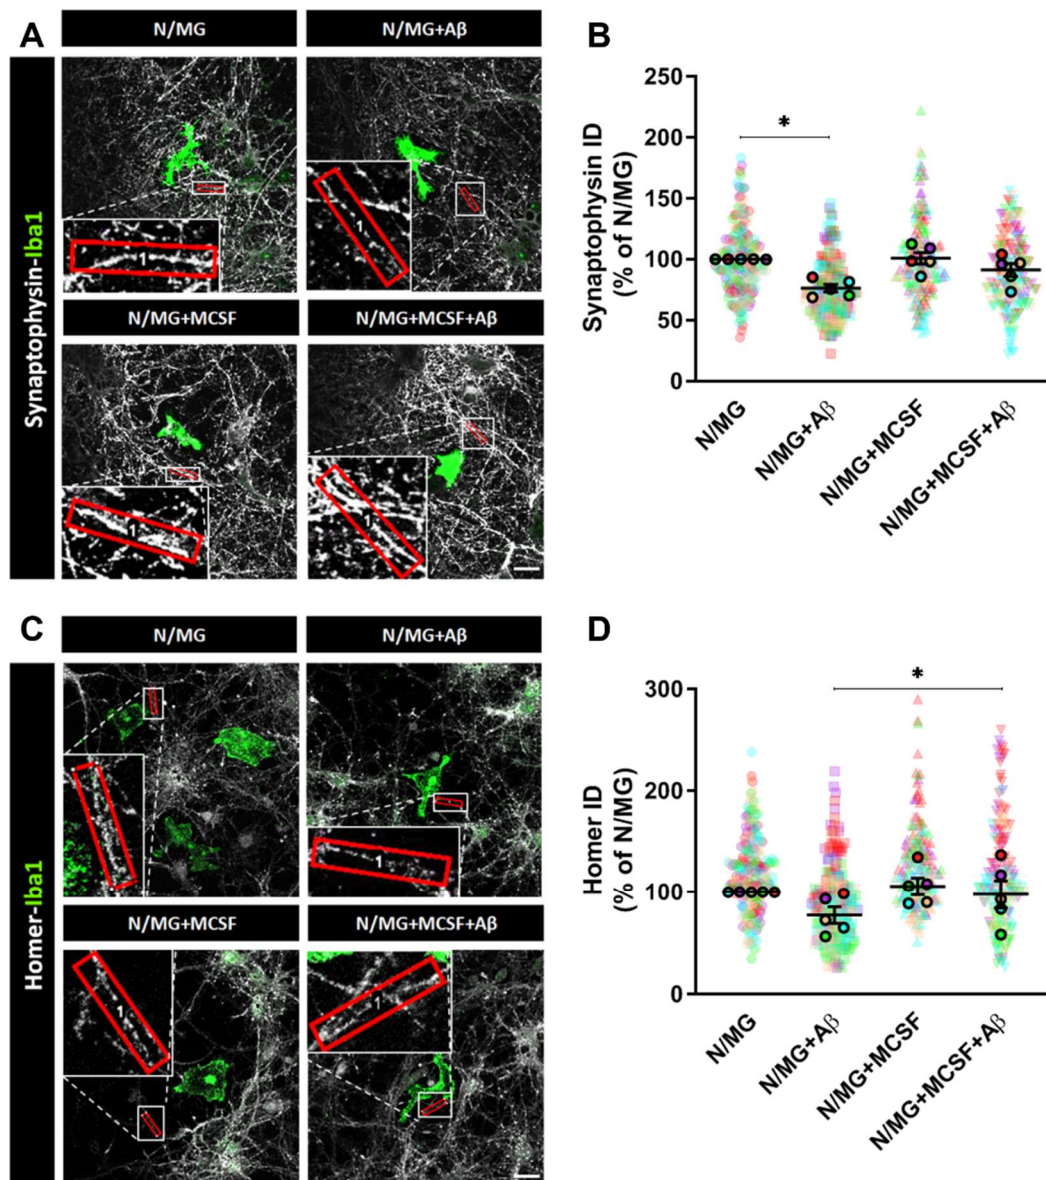 A
N/MG
N/MG+Aβ
Synaptophysin-Iba1
1
1
N/MG+MCSF
N/MG+MCSF+Aβ
1
1
B
Synaptophysin ID
(% of N/MG)
250
200
150
100
50
0
*
N/MG
N/MG+Aβ
N/MG+MCSF
N/MG+MCSF+Aβ
C
N/MG
N/MG+Aβ
Homer-Iba1
1
1
N/MG+MCSF
N/MG+MCSF+Aβ
1
1
D
Homer ID
(% of N/MG)
300
200
100
0
*
N/MG
N/MG+Aβ
N/MG+MCSF
N/MG+MCSF+Aβ